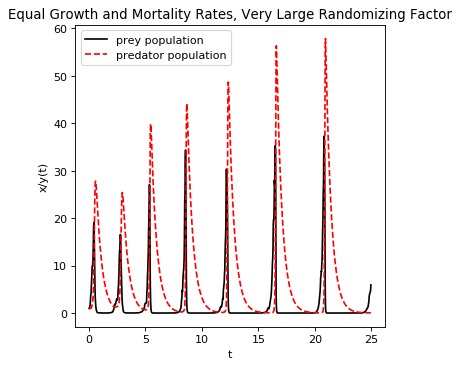 Equal Growth and Mortality Rates, Very Large Randomizing Factor
prey population
predator population
60
50
40
30
20
10
0
x/y(t)
0 5 10 15 20 25
t